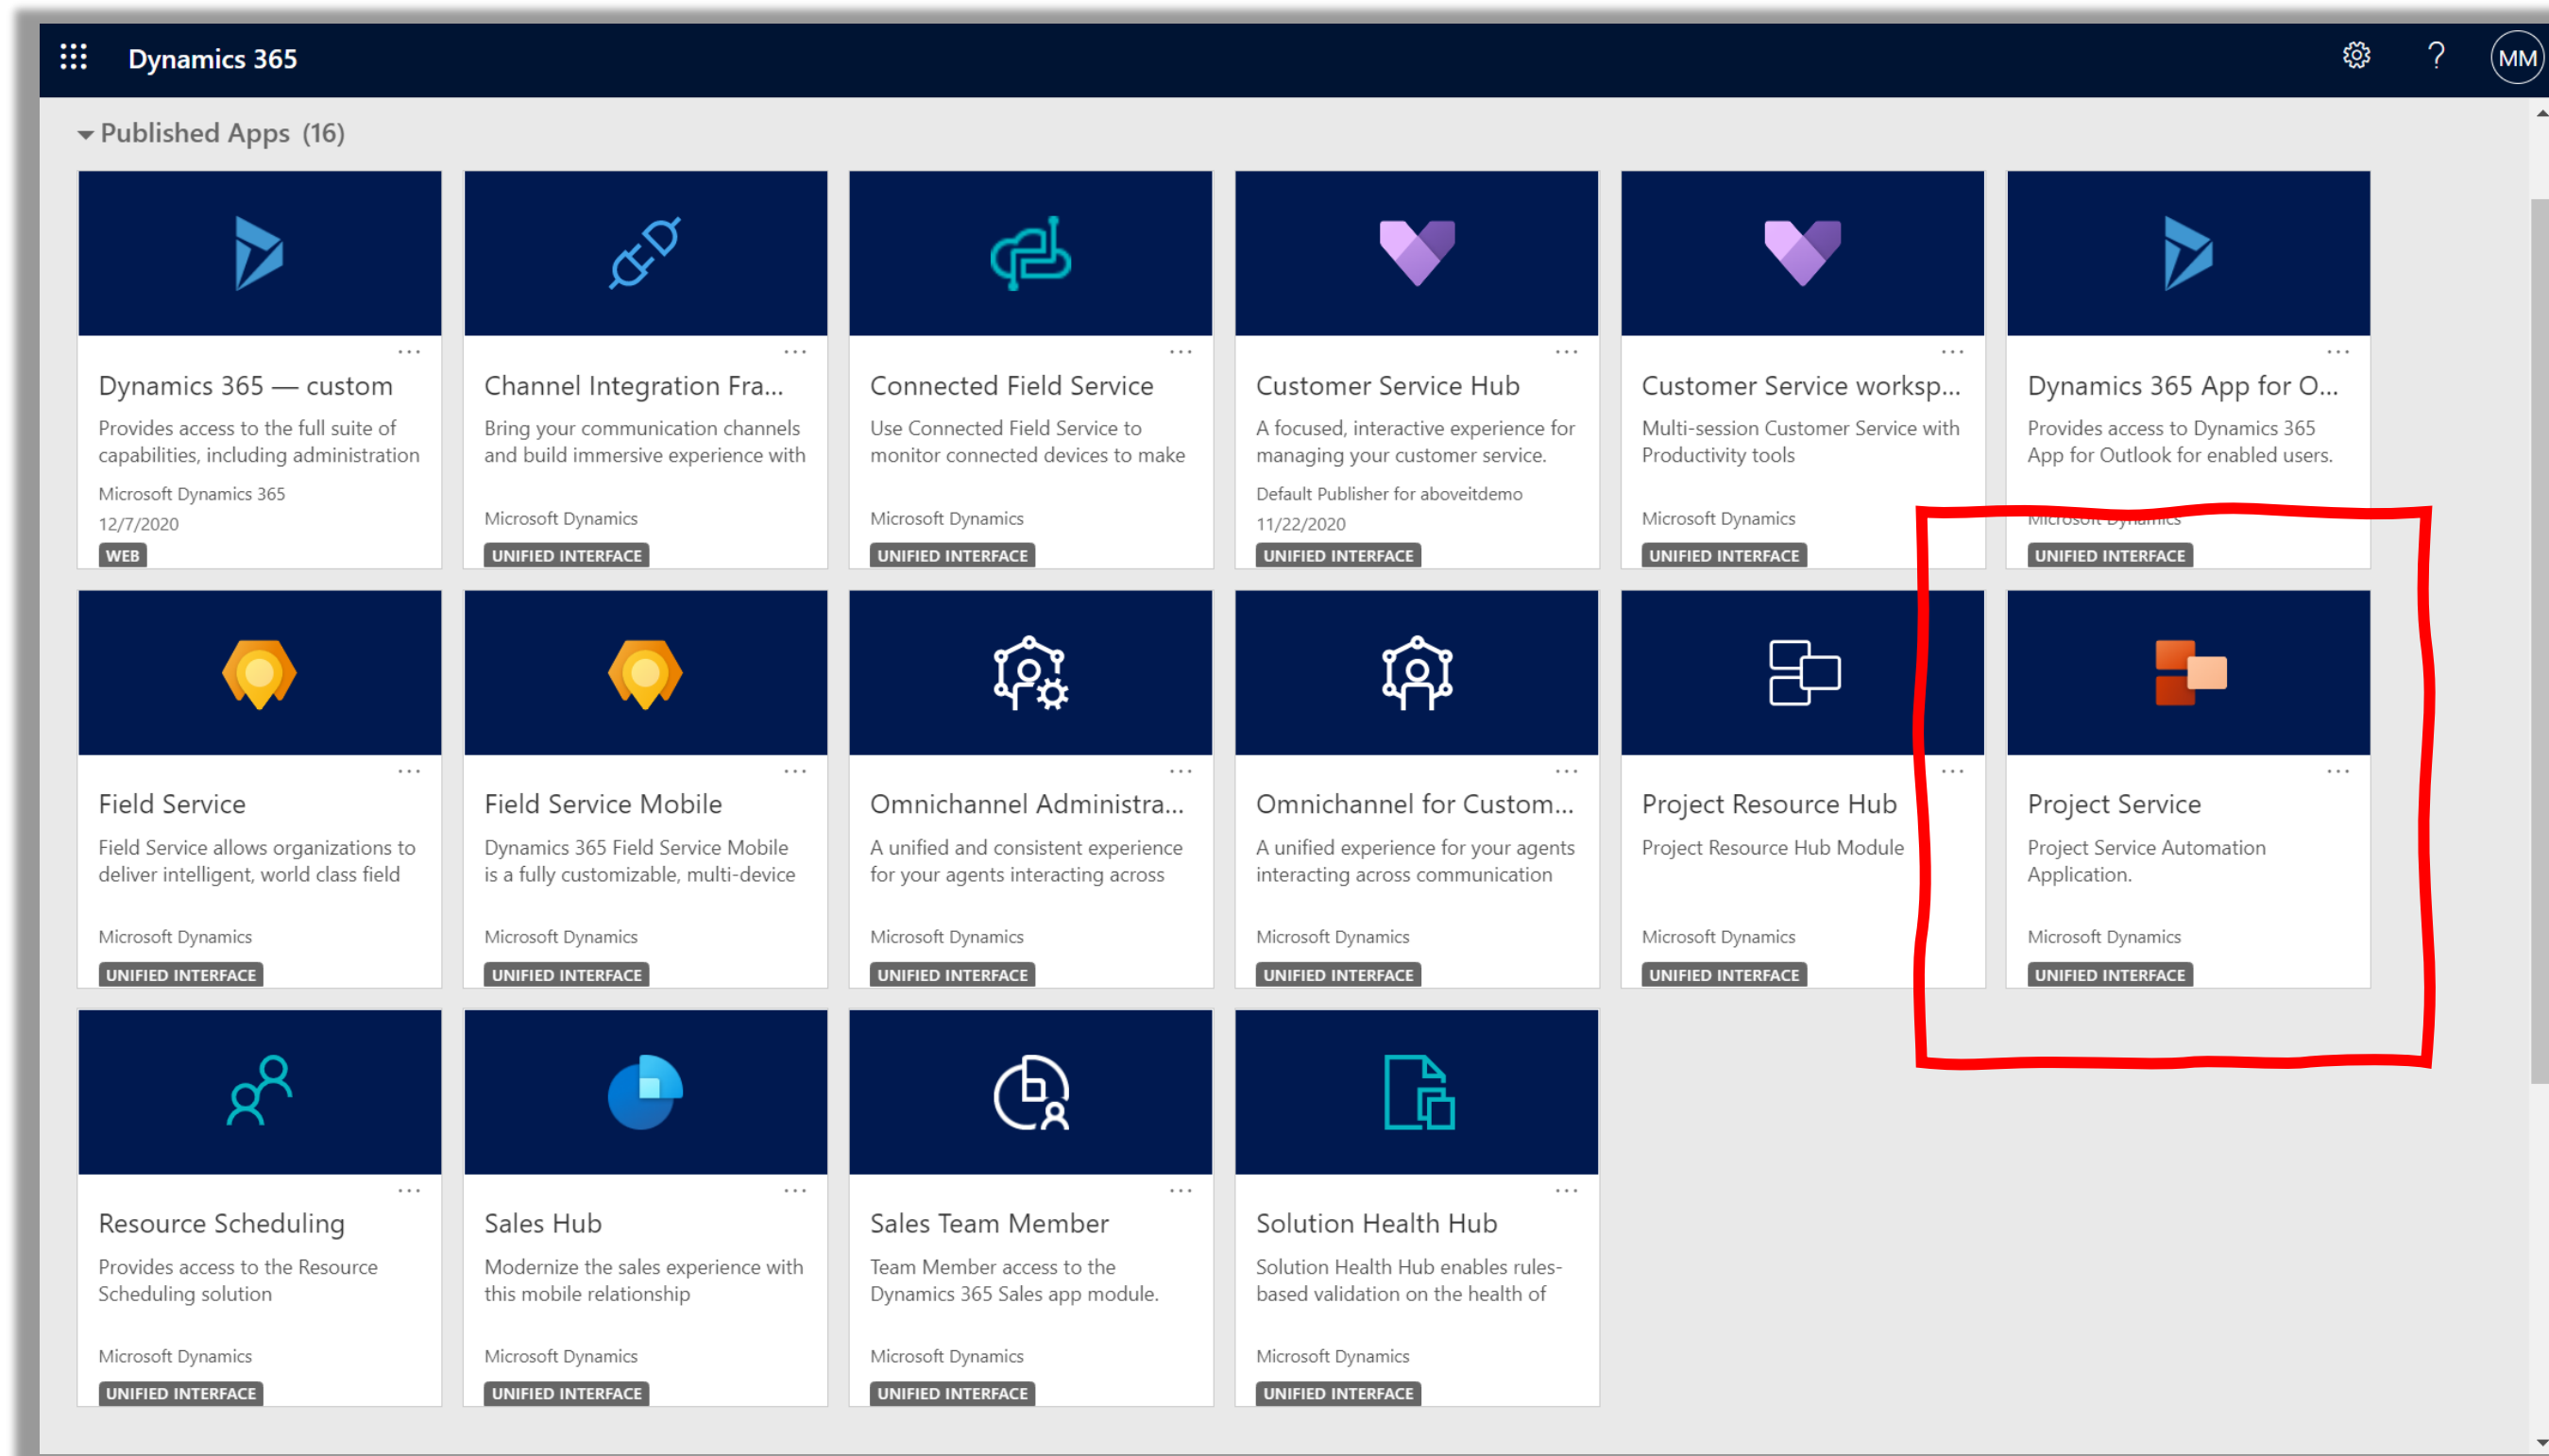 Dynamics 365
?
MM
Published Apps (16)
Dynamics 365 — custom
Provides access to the full suite of
capabilities, including administration
Microsoft Dynamics 365
12/7/2020
WEB
Channel Integration Fra...
Bring your communication channels
and build immersive experience with
Microsoft Dynamics
UNIFIED INTERFACE
Connected Field Service
Use Connected Field Service to
monitor connected devices to make
Microsoft Dynamics
UNIFIED INTERFACE
Customer Service Hub
A focused, interactive experience for
managing your customer service.
Default Publisher for aboveitdemo
11/22/2020
UNIFIED INTERFACE
Customer Service worksp...
Multi-session Customer Service with
Productivity tools
Microsoft Dynamics
UNIFIED INTERFACE
Dynamics 365 App for O...
Provides access to Dynamics 365
App for Outlook for enabled users.
Microsoft Dynamics
UNIFIED INTERFACE
Field Service
Field Service allows organizations to
deliver intelligent, world class field
Microsoft Dynamics
UNIFIED INTERFACE
Field Service Mobile
Dynamics 365 Field Service Mobile
is a fully customizable, multi-device
Microsoft Dynamics
UNIFIED INTERFACE
Omnichannel Administra...
A unified and consistent experience
for your agents interacting across
Microsoft Dynamics
UNIFIED INTERFACE
Omnichannel for Custom...
A unified experience for your agents
interacting across communication
Microsoft Dynamics
UNIFIED INTERFACE
Project Resource Hub
Project Resource Hub Module
Microsoft Dynamics
UNIFIED INTERFACE
Project Service
Project Service Automation
Application.
Microsoft Dynamics
UNIFIED INTERFACE
Resource Scheduling
Provides access to the Resource
Scheduling solution
Microsoft Dynamics
UNIFIED INTERFACE
Sales Hub
Modernize the sales experience with
this mobile relationship
Microsoft Dynamics
UNIFIED INTERFACE
Sales Team Member
Team Member access to the
Dynamics 365 Sales app module.
Microsoft Dynamics
UNIFIED INTERFACE
Solution Health Hub
Solution Health Hub enables rules-
based validation on the health of
Microsoft Dynamics
UNIFIED INTERFACE